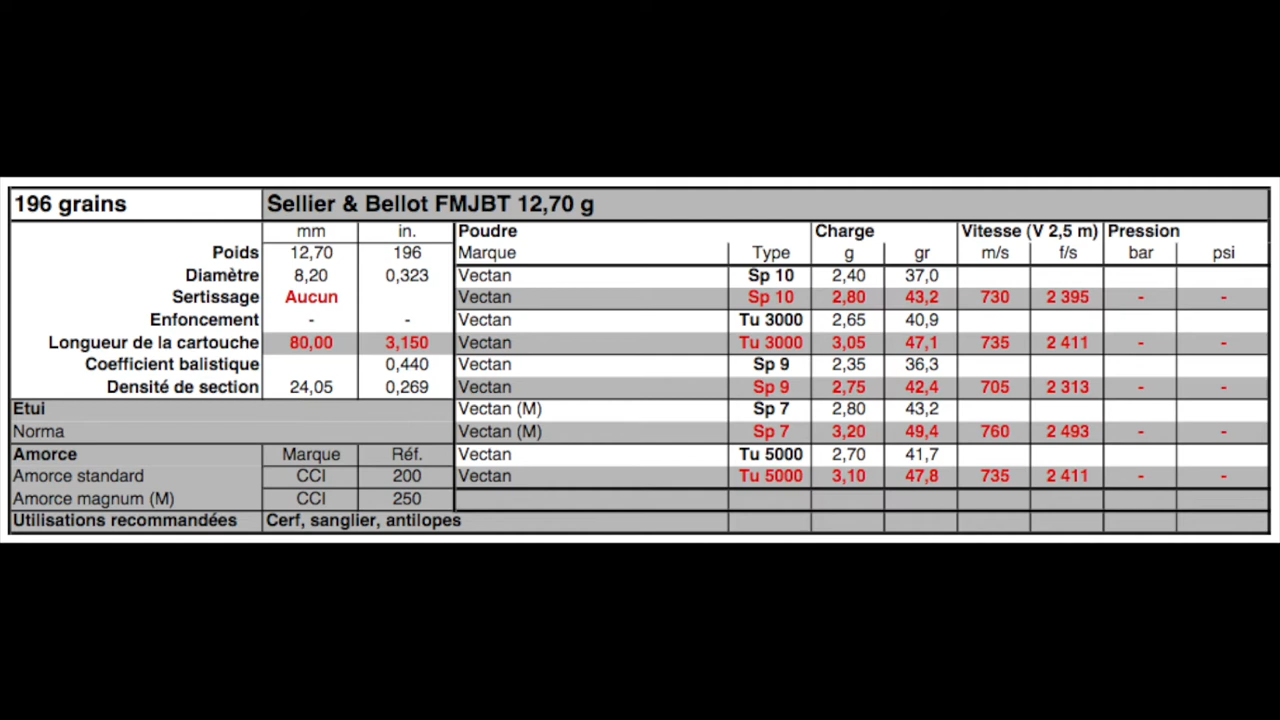 196 grains Sellier & Bellot FMJBT 12,70 g
mm in. Poudre Charge Vitesse (V 2,5 m) Pression
Poids 12,70 196 Marque Type g gr m/s f/s bar psi
Diamètre 8,20 0,323 Vectan Sp 10 2,40 37,0
Sertissage Aucun Vectan Sp 10 2,80 43,2 730 2 395 - -
Enfoncement - - Vectan Tu 3000 2,65 40,9
Longueur de la cartouche 80,00 3,150 Vectan Tu 3000 3,05 47,1 735 2 411 - -
Coefficient balistique 0,440 Vectan Sp 9 2,35 36,3
Densité de section 24,05 0,269 Vectan Sp 9 2,75 42,4 705 2 313 - -
Etui Vectan (M) Sp 7 2,80 43,2
Norma Vectan (M) Sp 7 3,20 49,4 760 2 493 - -
Amorce Marque Réf. Vectan Tu 5000 2,70 41,7
Amorce standard CCI 200 Vectan Tu 5000 3,10 47,8 735 2 411 - -
Amorce magnum (M) CCI 250
Utilisations recommandées Cerf, sanglier, antilopes